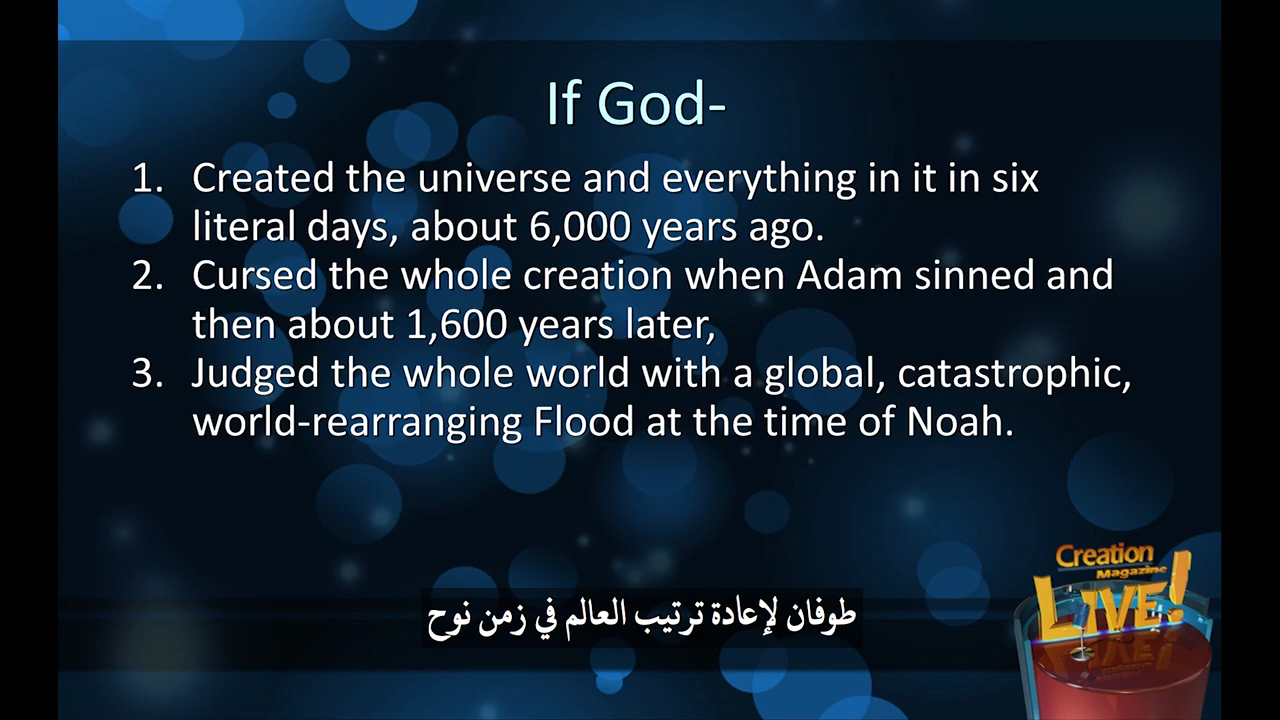 If God-
1. Created the universe and everything in it in six
literal days, about 6,000 years ago.
2. Cursed the whole creation when Adam sinned and
then about 1,600 years later,
3. Judged the whole world with a global, catastrophic,
world-rearranging Flood at the time of Noah.
Creation
Magazine
LIVE!
طوفان لإعادة ترتيب العالم في زمن نوح